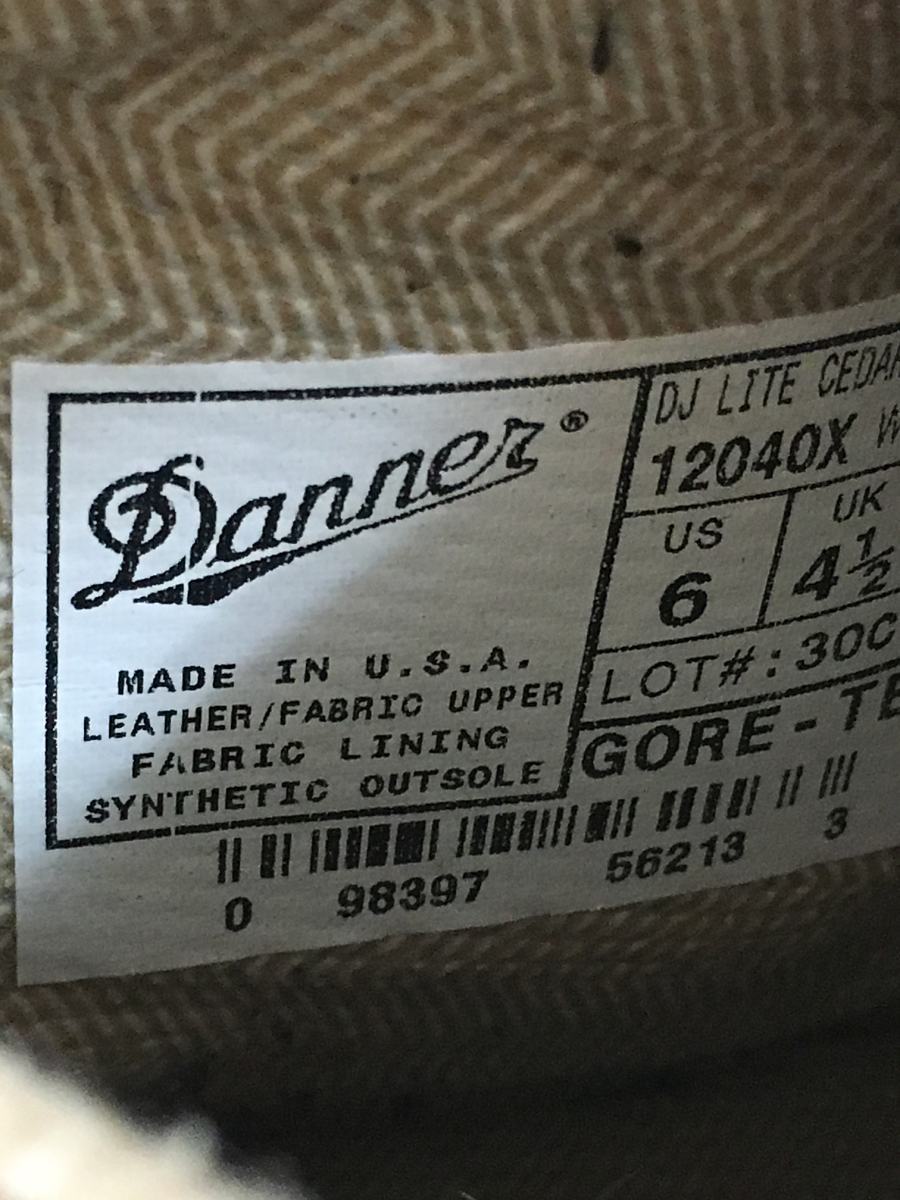 Danner®
MADE IN U.S.A.
LEATHER/FABRIC UPPER
FABRIC LINING
SYNTHETIC OUTSOLE
DJ LITE CEDAR
12040X W
US UK
6 4½
LOT#: 30C
GORE-TE
0 98397 56213 3